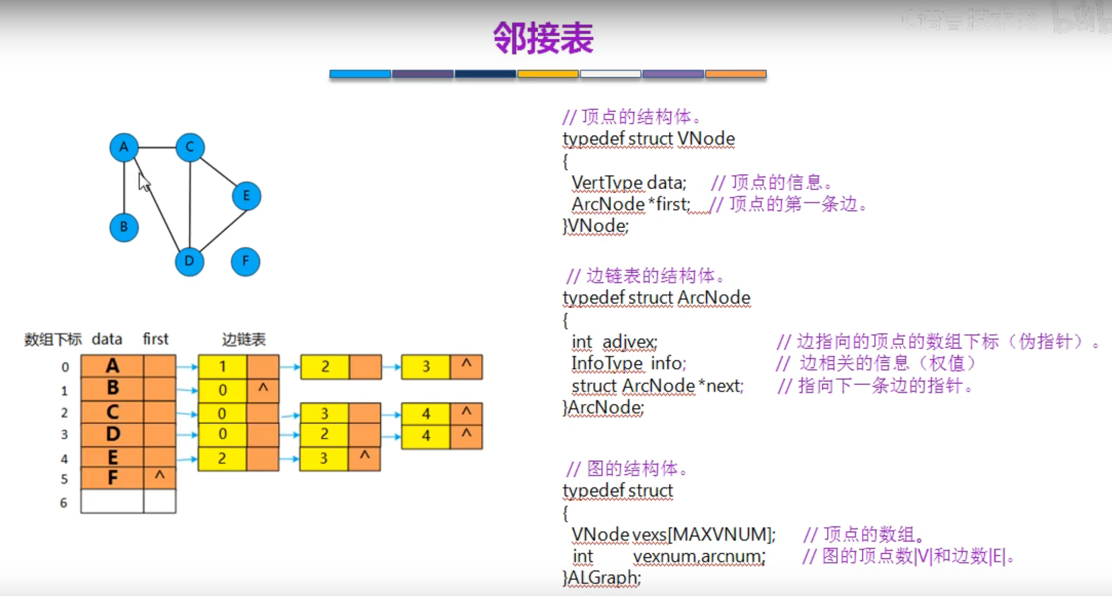 邻接表
A
C
E
B
D
F
数组下标 data first 边链表
0 A 1 2 3 ^
1 B 0 ^
2 C 0 3 4 ^
3 D 0 2 4 ^
4 E 2 3 ^
5 F ^
6
// 顶点的结构体。
typedef struct VNode
{
VertType data; // 顶点的信息。
ArcNode *first; // 顶点的第一条边。
}VNode;
// 边链表的结构体。
typedef struct ArcNode
{
int adjvex; // 边指向的顶点的数组下标（伪指针）。
InfoType info; // 边相关的信息（权值）
struct ArcNode *next; // 指向下一条边的指针。
}ArcNode;
// 图的结构体。
typedef struct
{
VNode vexs[MAXVNUM]; // 顶点的数组。
int vexnum,arcnum; // 图的顶点数|V|和边数|E|。
}ALGraph;